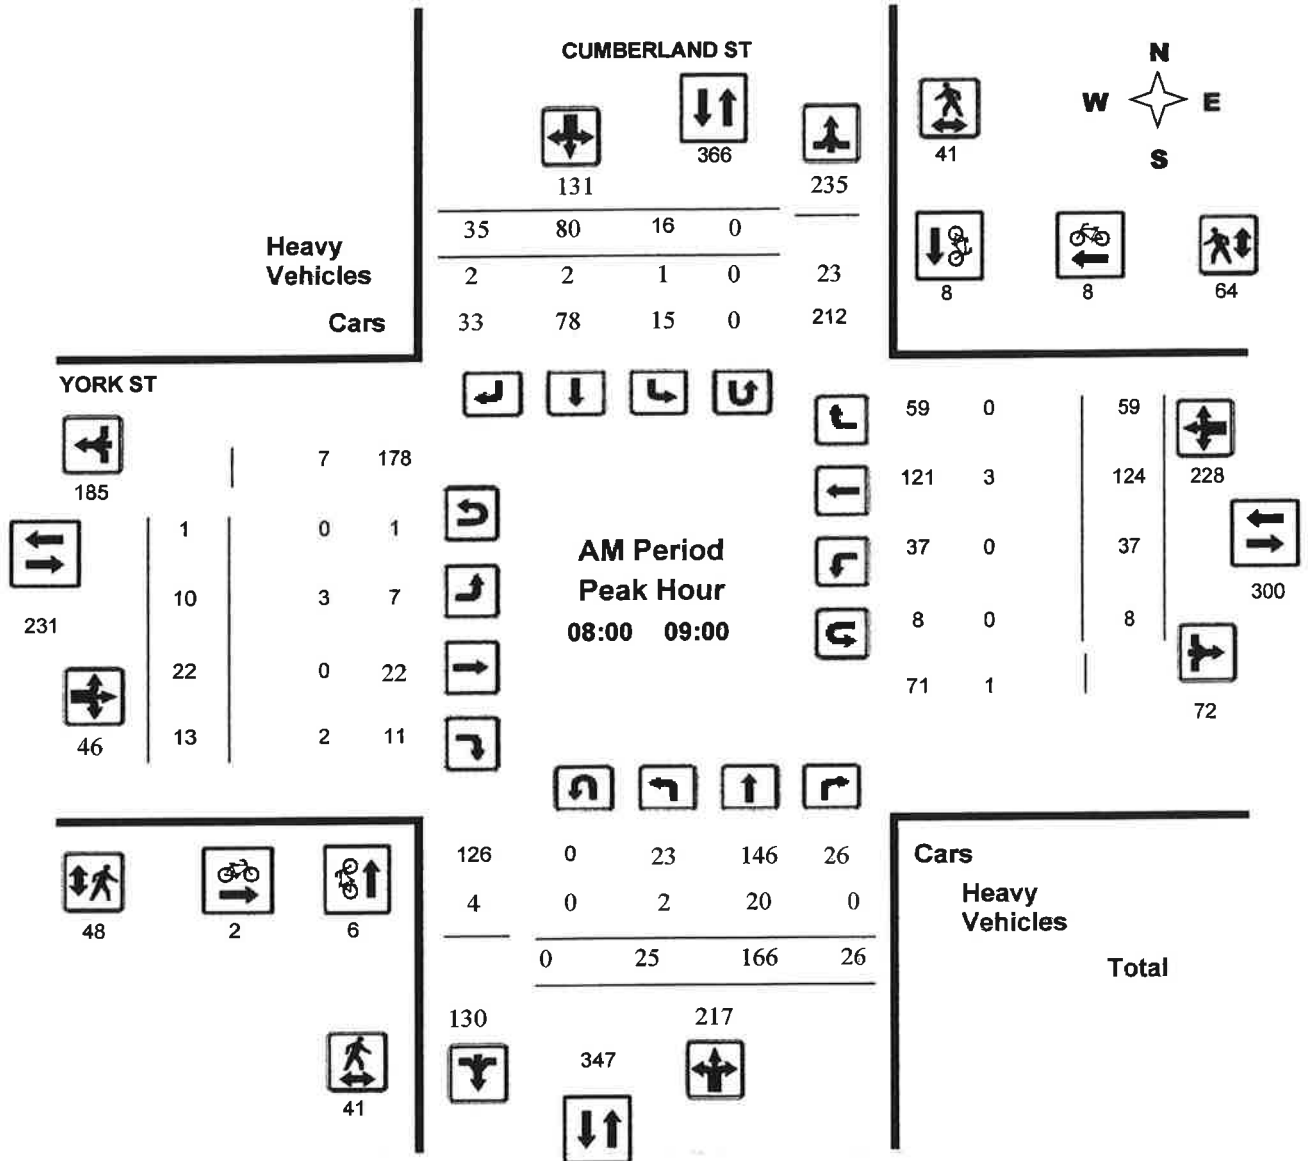 CUMBERLAND ST
N
W E
S
366
41
131 235
35 80 16 0
Heavy
Vehicles 2 2 1 0 23
Cars 33 78 15 0 212
8 8 64
YORK ST
59 0 59
7 178
185
121 3 124 228
1 0 1
37 0 37
AM Period
Peak Hour
08:00 09:00
10 3 7
231
300
8 0 8
22 0 22
71 1
72
46 13 2 11
126 0 23 146 26 Cars
4 0 2 20 0 Heavy
Vehicles
48 2 6
0 25 166 26
Total
130 217
347
41